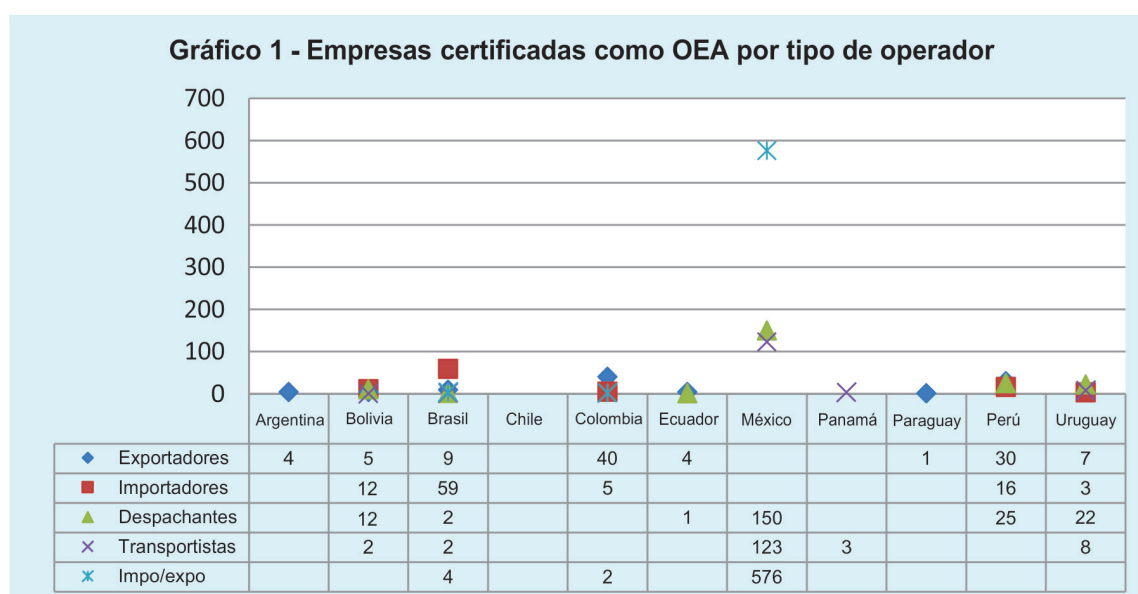 Gráfico 1 - Empresas certificadas como OEA por tipo de operador
700
600
500
400
300
200
100
0
Argentina Bolivia Brasil Chile Colombia Ecuador México Panamá Paraguay Perú Uruguay
Exportadores 4 5 9 40 4 1 30 7
Importadores 12 59 5 16 3
Despachantes 12 2 1 150 25 22
Transportistas 2 2 123 3 8
Impo/expo 4 2 576